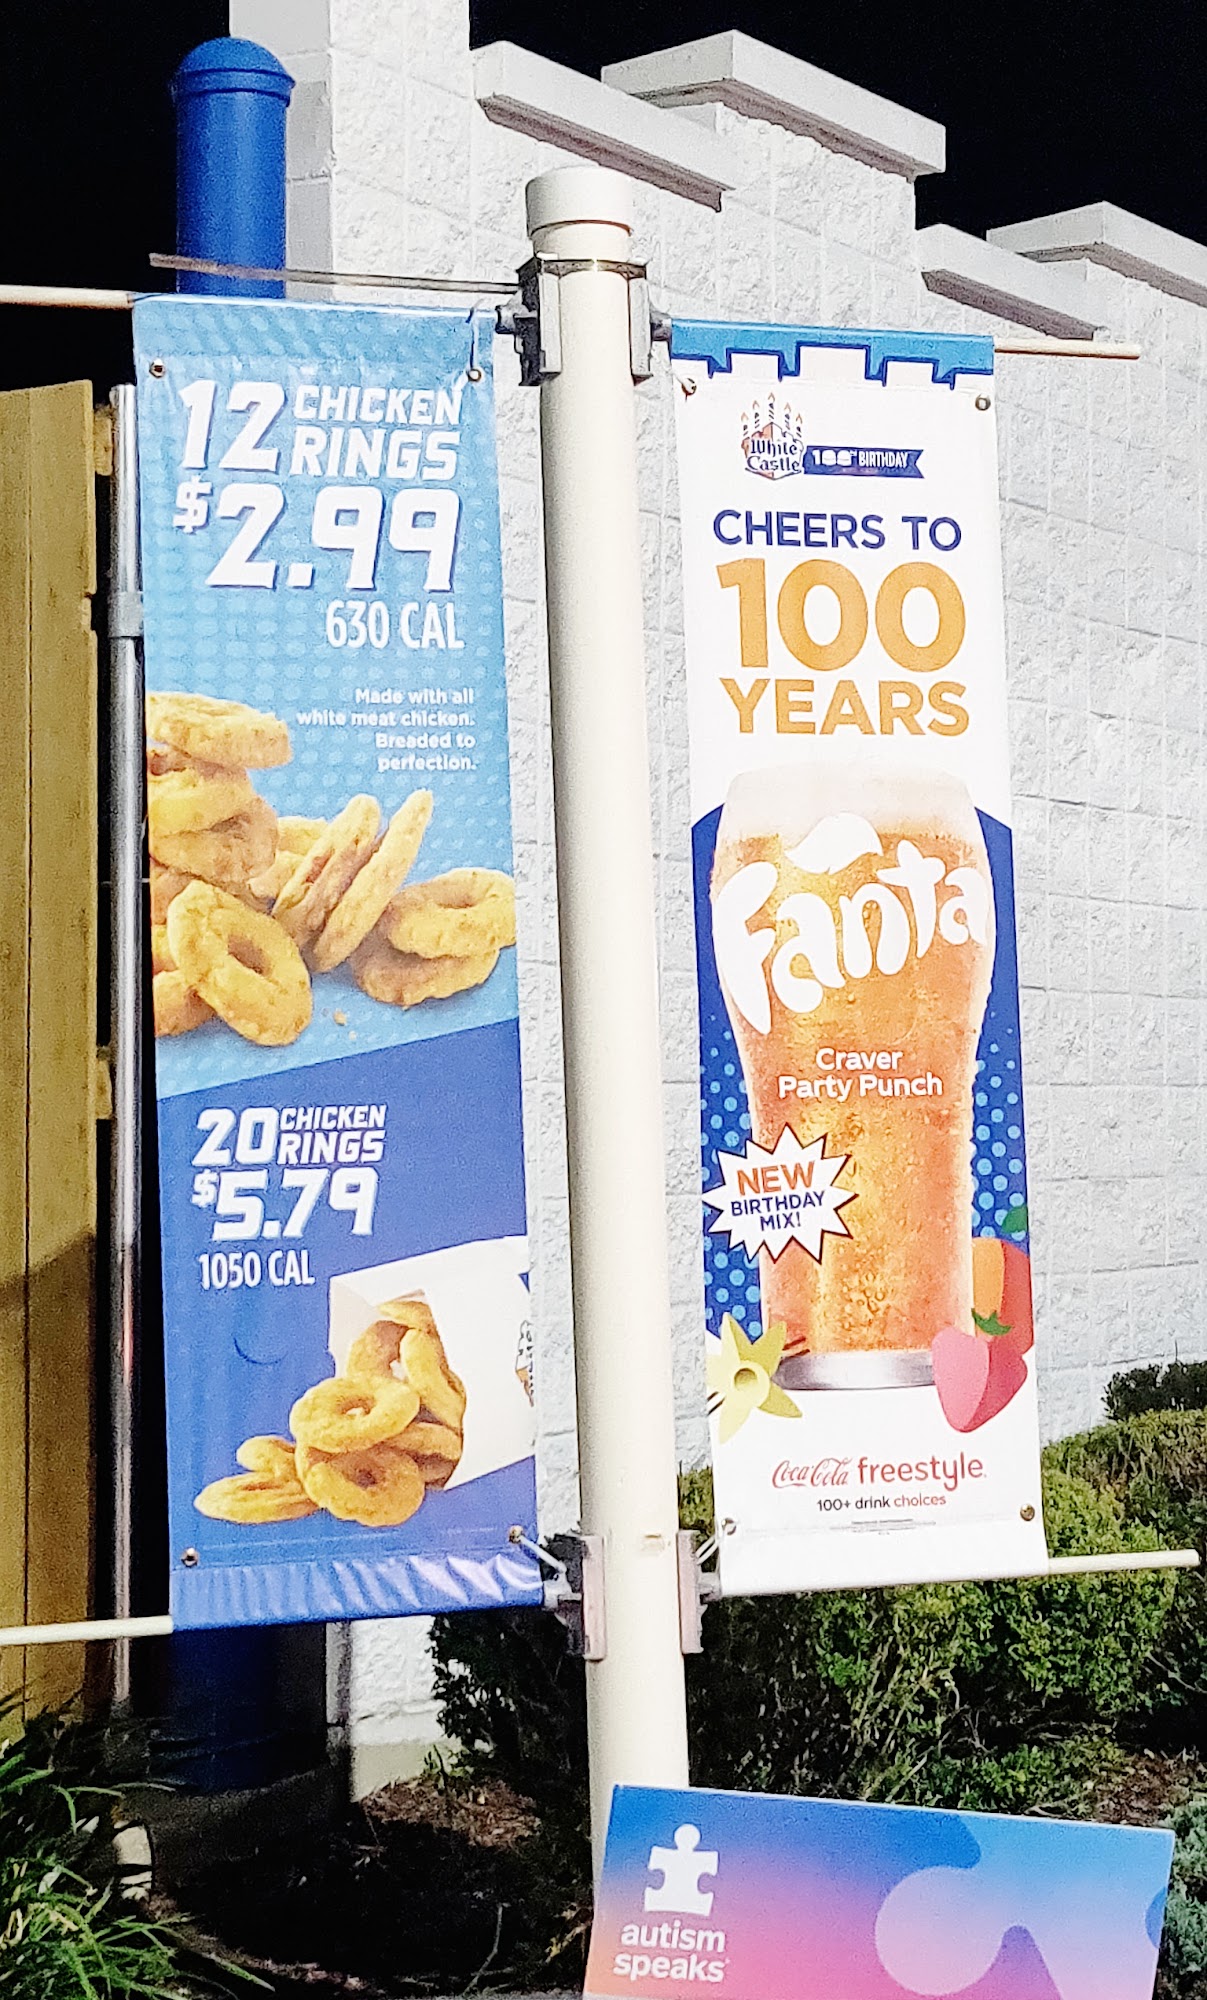 12 CHICKEN
RINGS
$2.99
630 CAL
Made with all
white meat chicken.
Breaded to
perfection.
20 CHICKEN
RINGS
$5.79
1050 CAL
White
Castle
100TH BIRTHDAY
CHEERS TO
100
YEARS
Fanta
Craver
Party Punch
NEW
BIRTHDAY
MIX!
Coca-Cola freestyle
100+ drink choices
autism
speaks